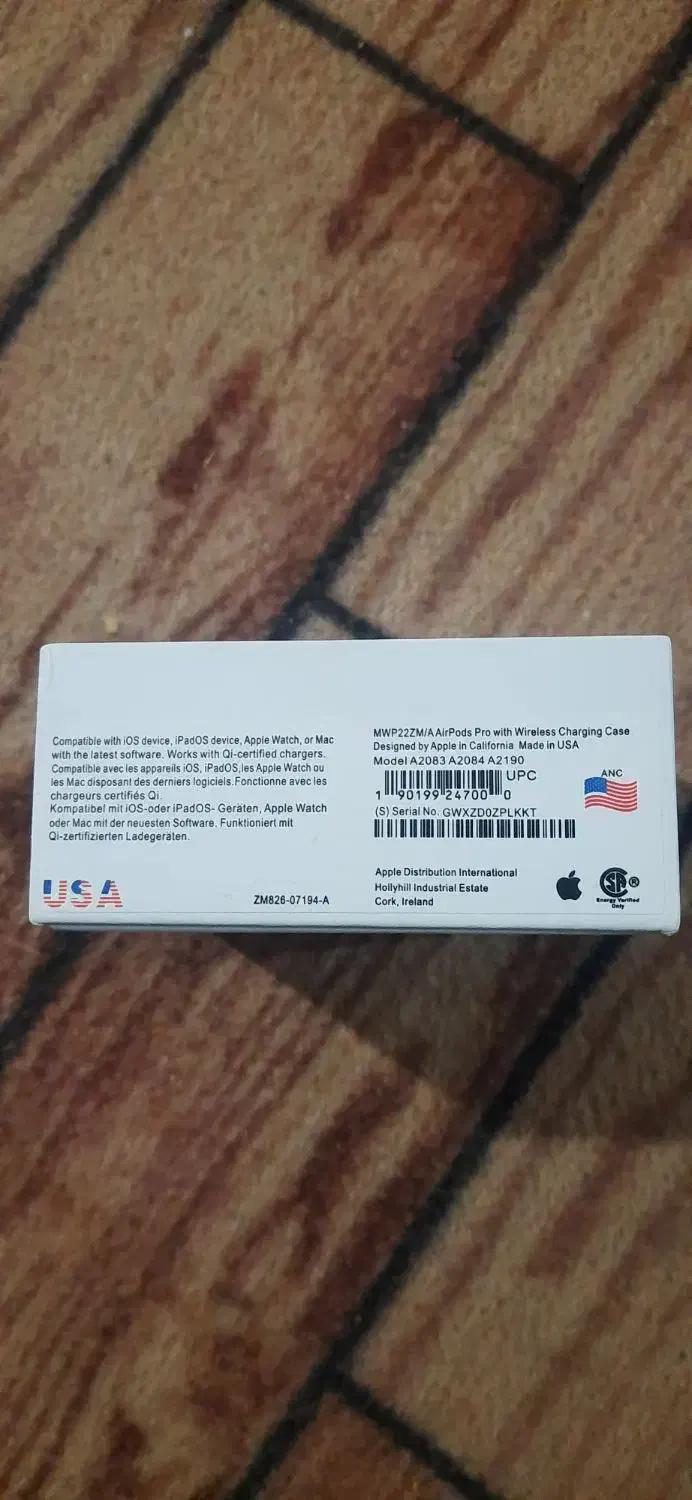 Compatible with iOS device, iPadOS device, Apple Watch, or Mac
with the latest software. Works with Qi-certified chargers.
Compatible avec les appareils iOS, iPadOS,les Apple Watch ou
les Mac disposant des derniers logiciels.Fonctionne avec les
chargeurs certifiés Qi.
Kompatibel mit iOS-oder iPadOS- Geräten, Apple Watch
oder Mac mit der neuesten Software. Funktioniert mit
Qi-zertifizierten Ladegeräten.
USA
ZM826-07194-A
MWP22ZM/A AirPods Pro with Wireless Charging Case
Designed by Apple in California Made in USA
Model A2083 A2084 A2190
UPC
1 90199 24700 0
(S) Serial No. GWXZD0ZPLKKT
ANC
Apple Distribution International
Hollyhill Industrial Estate
Cork, Ireland
SA ®
Energy Verified
Only